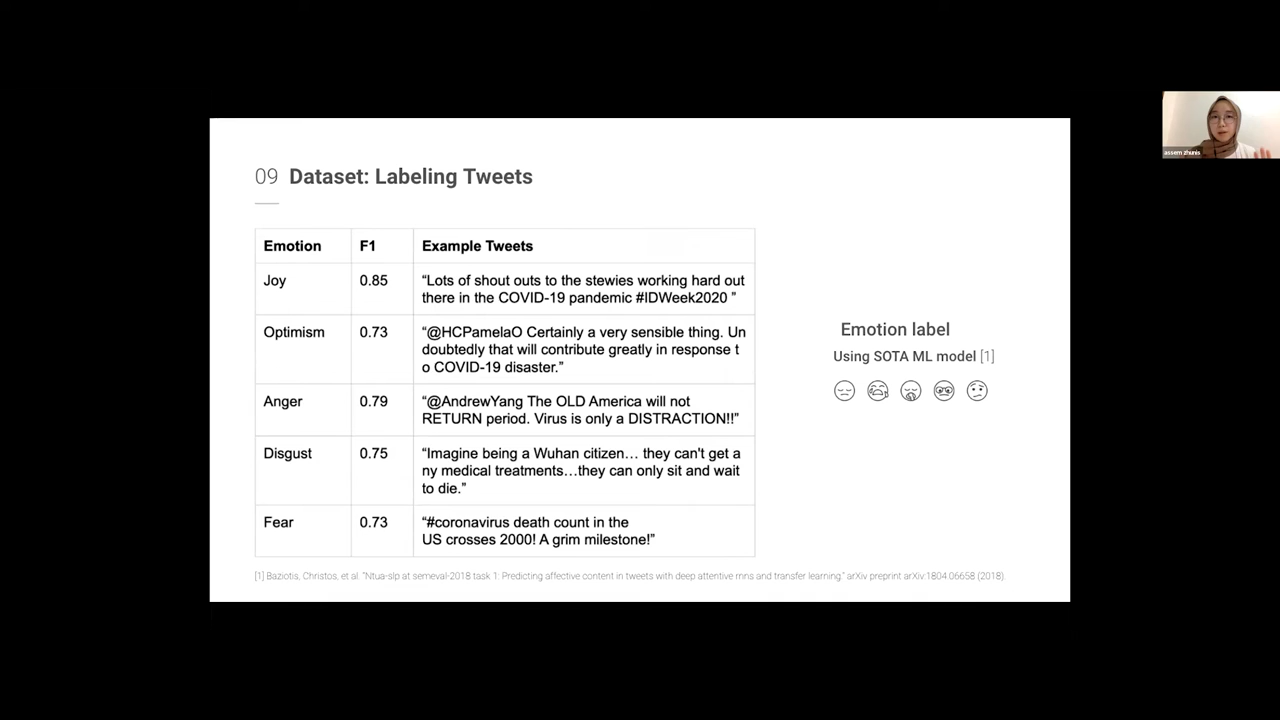 09 Dataset: Labeling Tweets
Emotion F1 Example Tweets
Joy 0.85 “Lots of shout outs to the stewies working hard out
there in the COVID-19 pandemic #IDWeek2020 ”
Optimism 0.73 “@HCPamelaO Certainly a very sensible thing. Un
doubtedly that will contribute greatly in response t
o COVID-19 disaster.”
Anger 0.79 “@AndrewYang The OLD America will not
RETURN period. Virus is only a DISTRACTION!!”
Disgust 0.75 “Imagine being a Wuhan citizen… they can't get a
ny medical treatments…they can only sit and wait
to die.”
Fear 0.73 “#coronavirus death count in the
US crosses 2000! A grim milestone!”
Emotion label
Using SOTA ML model [1]
[1] Baziotis, Christos, et al. “Ntua-slp at semeval-2018 task 1: Predicting affective content in tweets with deep attentive rnns and transfer learning.” arXiv preprint arXiv:1804.06658 (2018).
assem zhunis